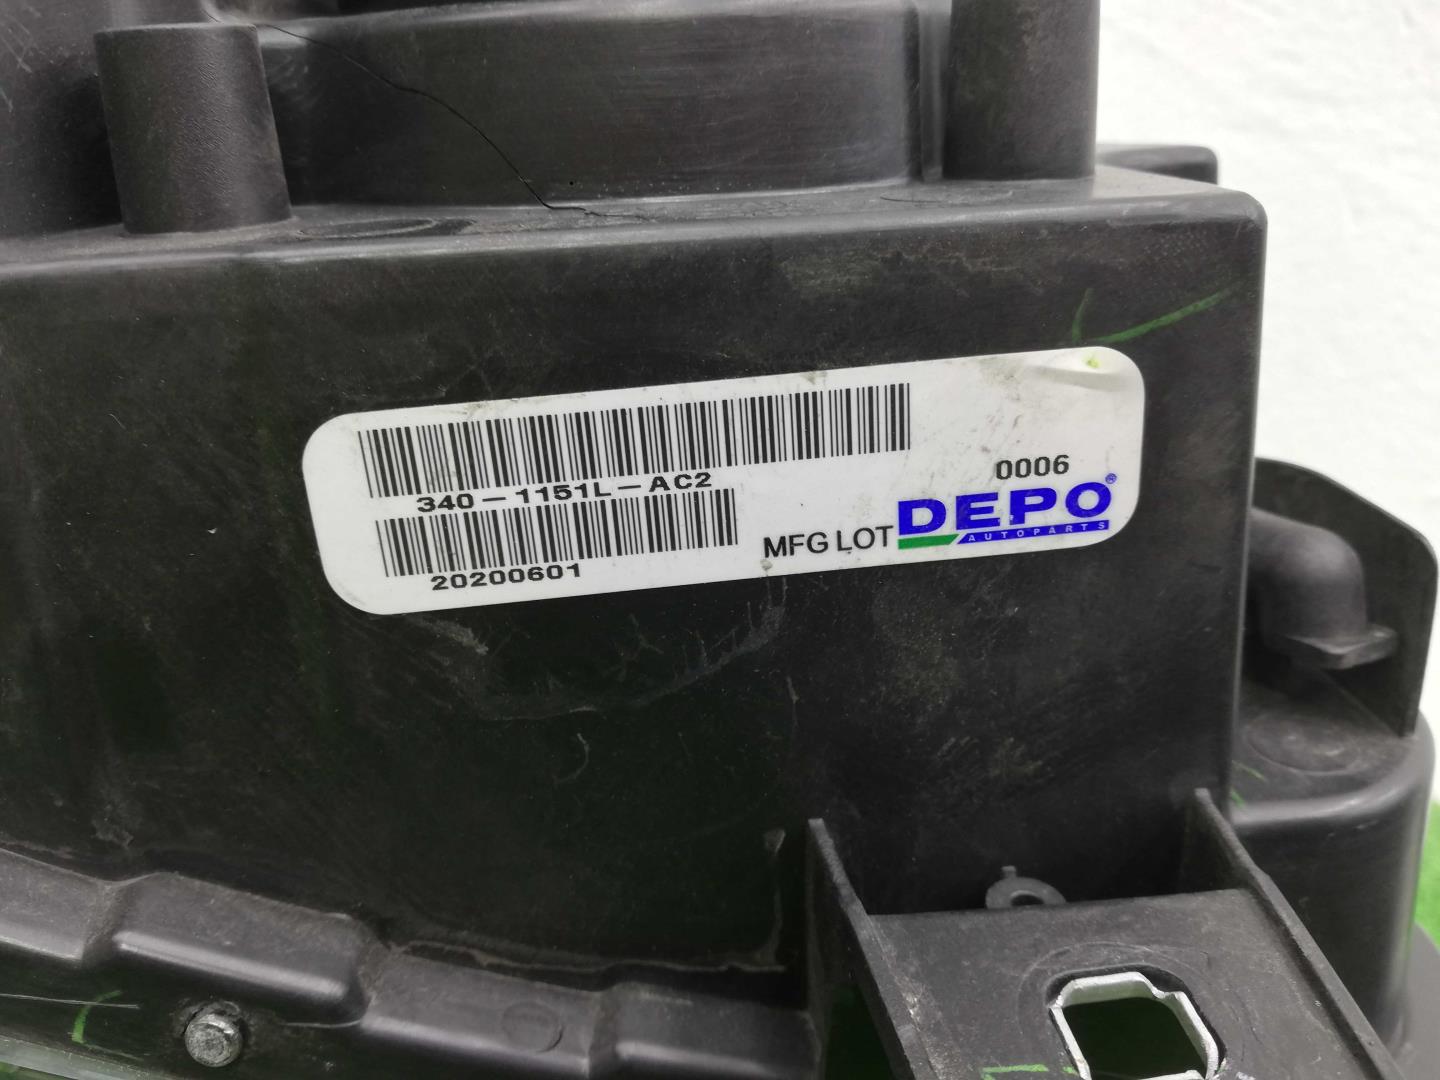 340-1151L-AC2
0006
20200601
MFG LOT
DEPO®
AUTOPARTS